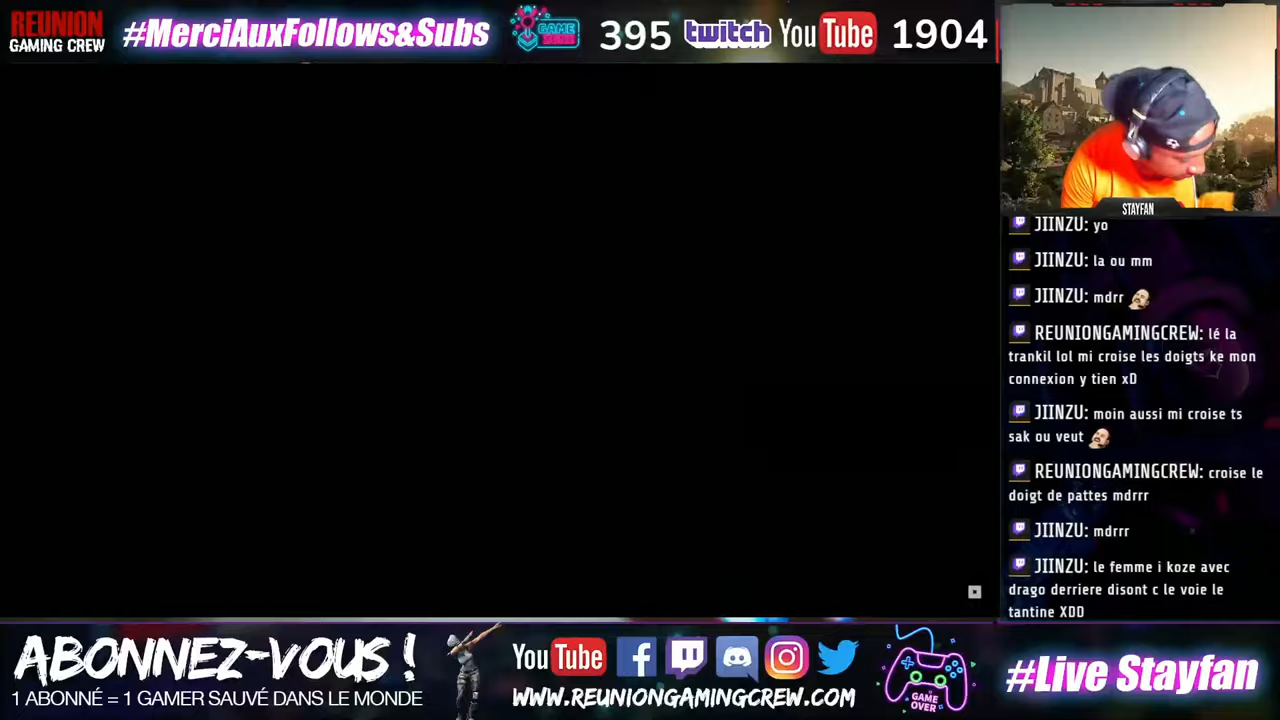 REUNION
GAMING CREW
#MerciAuxFollows&Subs
GAME
395
twitch
YouTube
1904
STAYFAN
JIINZU: yo
JIINZU: la ou mm
JIINZU: mdrr
REUNIONGAMINGCREW: lé la
trankil lol mi croise les doigts ke mon
connexion y tien xD
JIINZU: moin aussi mi croise ts
sak ou veut
REUNIONGAMINGCREW: croise le
doigt de pattes mdrrr
JIINZU: mdrrr
JIINZU: le femme i koze avec
drago derriere disont c le voie le
tantine XDD
ABONNEZ-VOUS !
1 ABONNÉ = 1 GAMER SAUVÉ DANS LE MONDE
YouTube
WWW.REUNIONGAMINGCREW.COM
GAME
OVER
#Live Stayfan